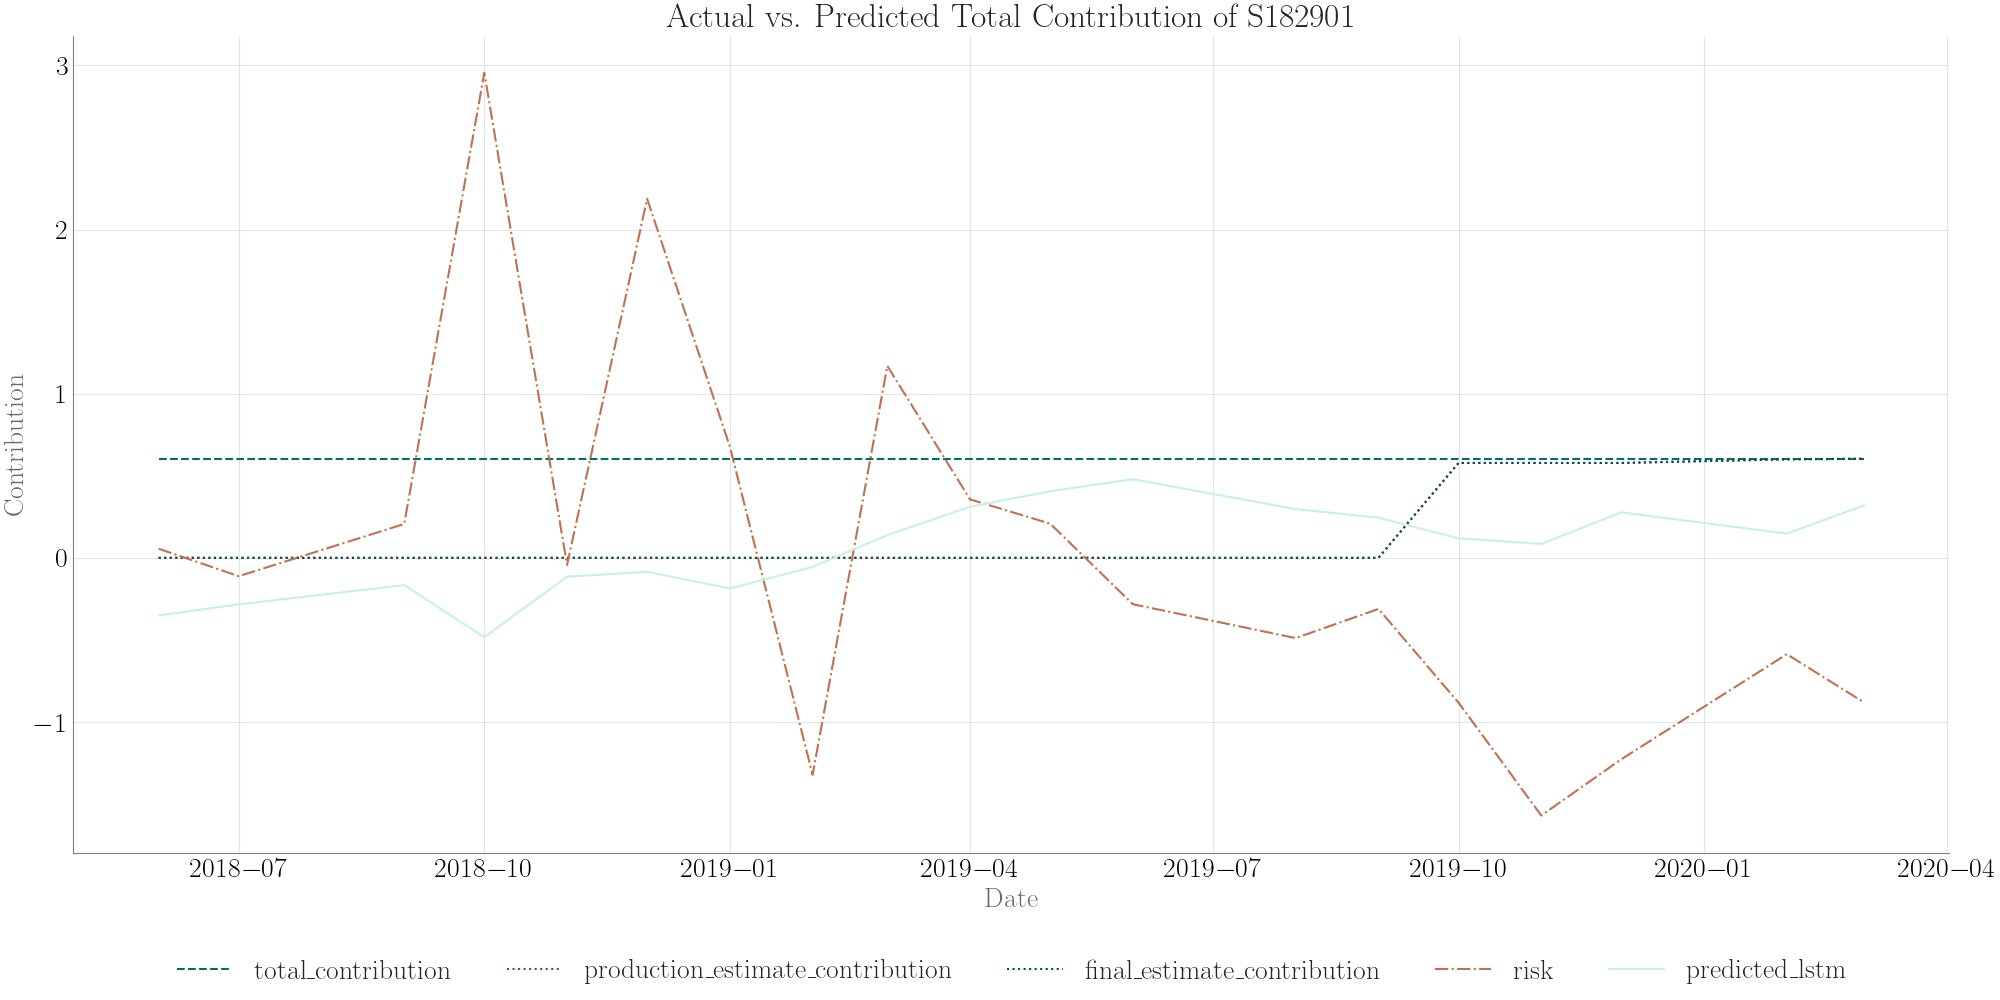 Actual vs. Predicted Total Contribution of S182901
3
2
1
0
−1
Contribution
2018−07 2018−10 2019−01 2019−04 2019−07 2019−10 2020−01 2020−04
Date
total_contribution production_estimate_contribution final_estimate_contribution risk predicted_lstm